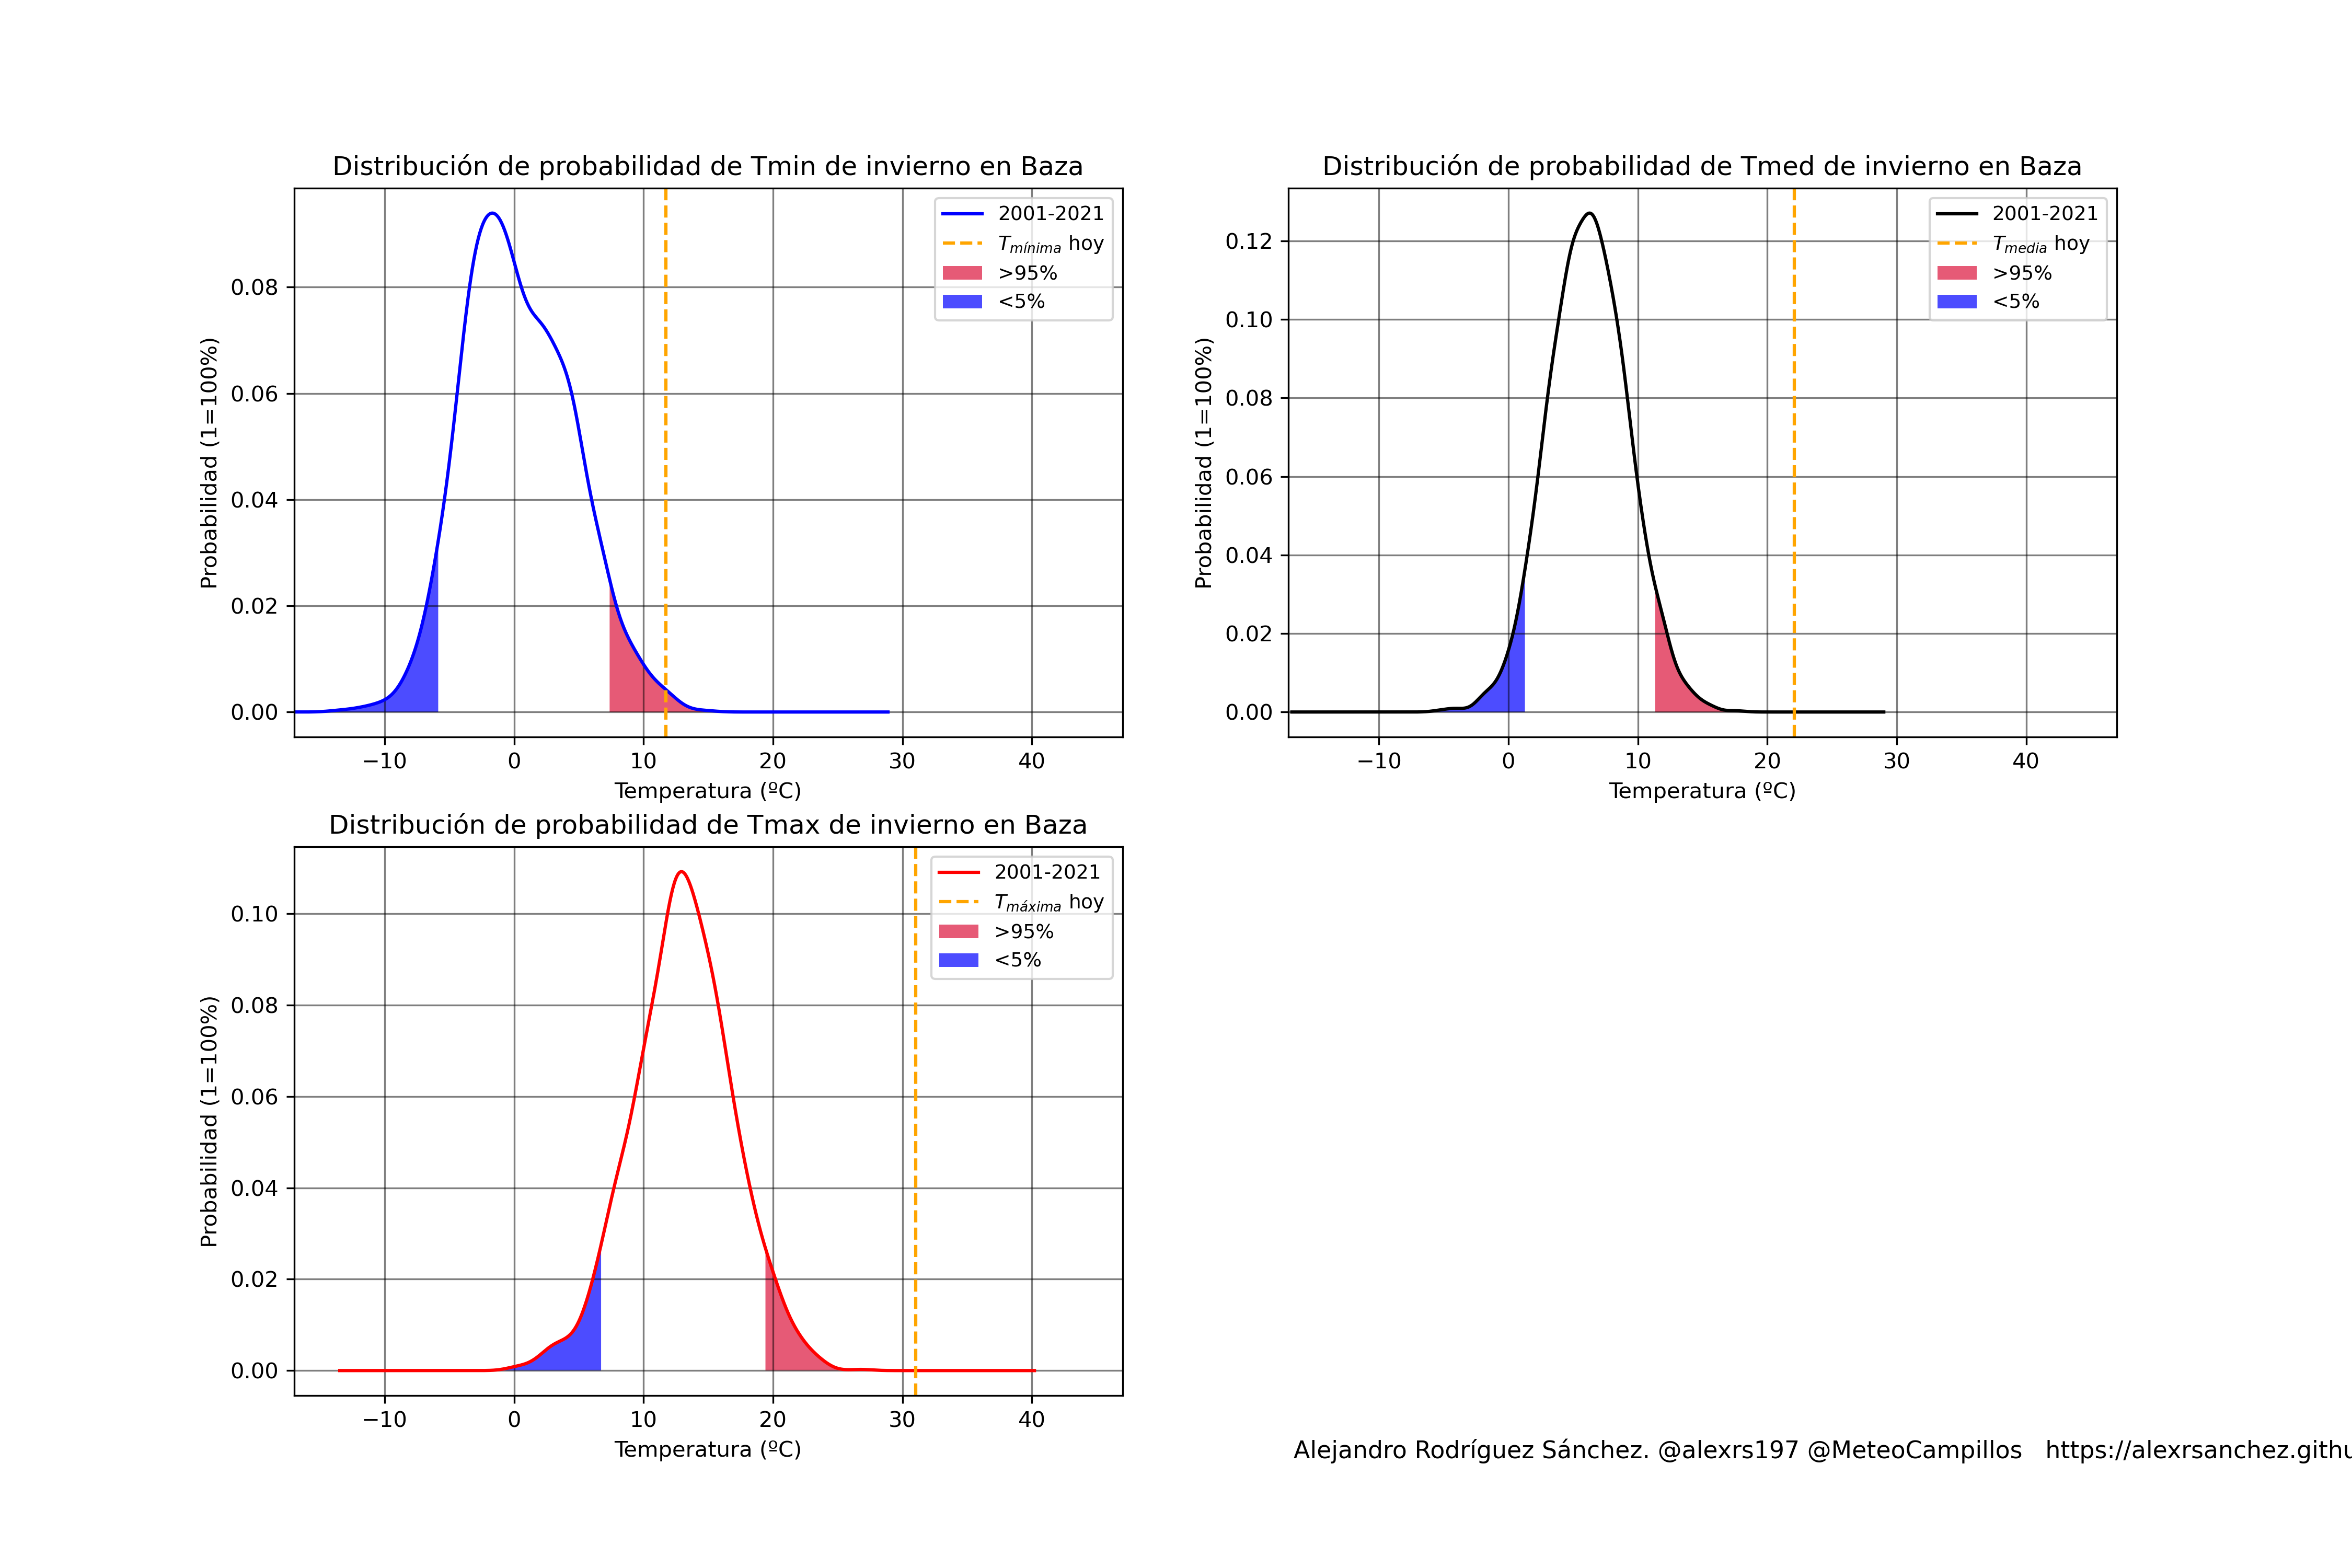 Distribución de probabilidad de Tmin de invierno en Baza
Probabilidad (1=100%)
0.08
0.06
0.04
0.02
0.00
−10 0 10 20 30 40
Temperatura (ºC)
2001-2021
Tmínima hoy
>95%
<5%
Distribución de probabilidad de Tmed de invierno en Baza
Probabilidad (1=100%)
0.12
0.10
0.08
0.06
0.04
0.02
0.00
−10 0 10 20 30 40
Temperatura (ºC)
2001-2021
Tmedia hoy
>95%
<5%
Distribución de probabilidad de Tmax de invierno en Baza
Probabilidad (1=100%)
0.10
0.08
0.06
0.04
0.02
0.00
−10 0 10 20 30 40
Temperatura (ºC)
2001-2021
Tmáxima hoy
>95%
<5%
Alejandro Rodríguez Sánchez. @alexrs197 @MeteoCampillos https://alexrsanchez.githu